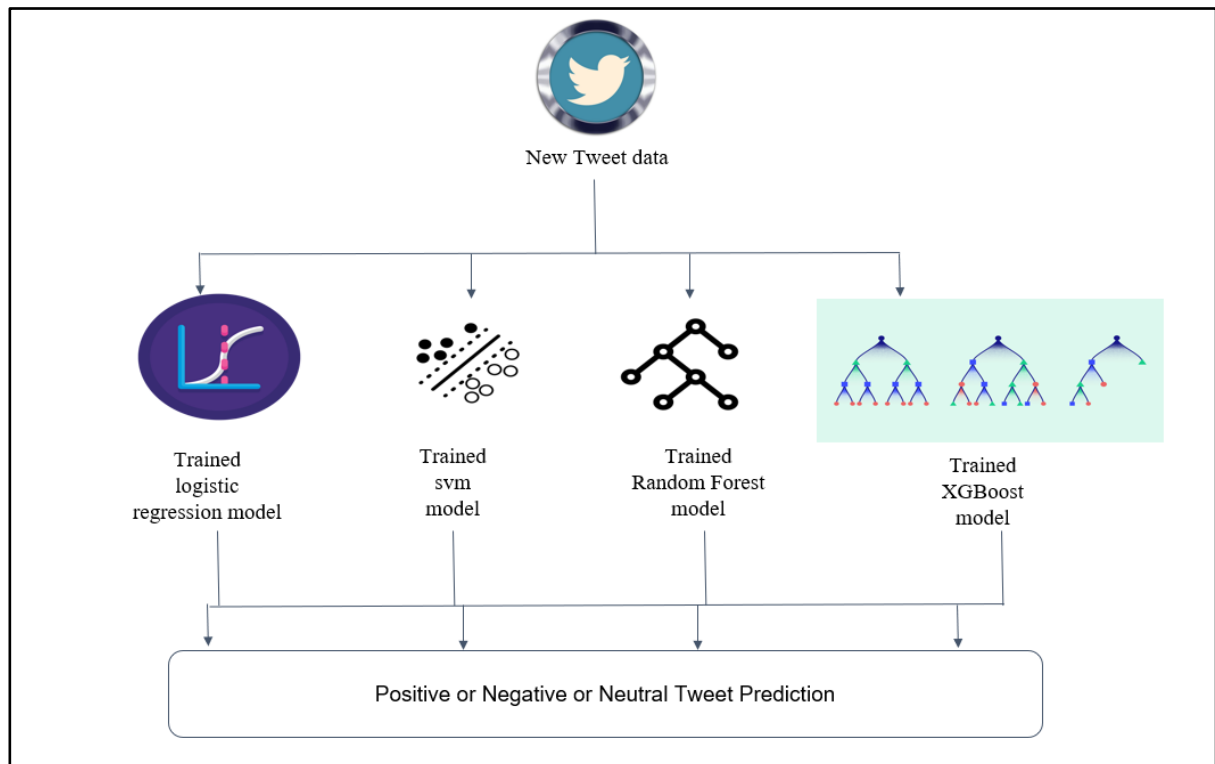 New Tweet data
Trained
logistic
regression model
Trained
svm
model
Trained
Random Forest
model
Trained
XGBoost
model
Positive or Negative or Neutral Tweet Prediction